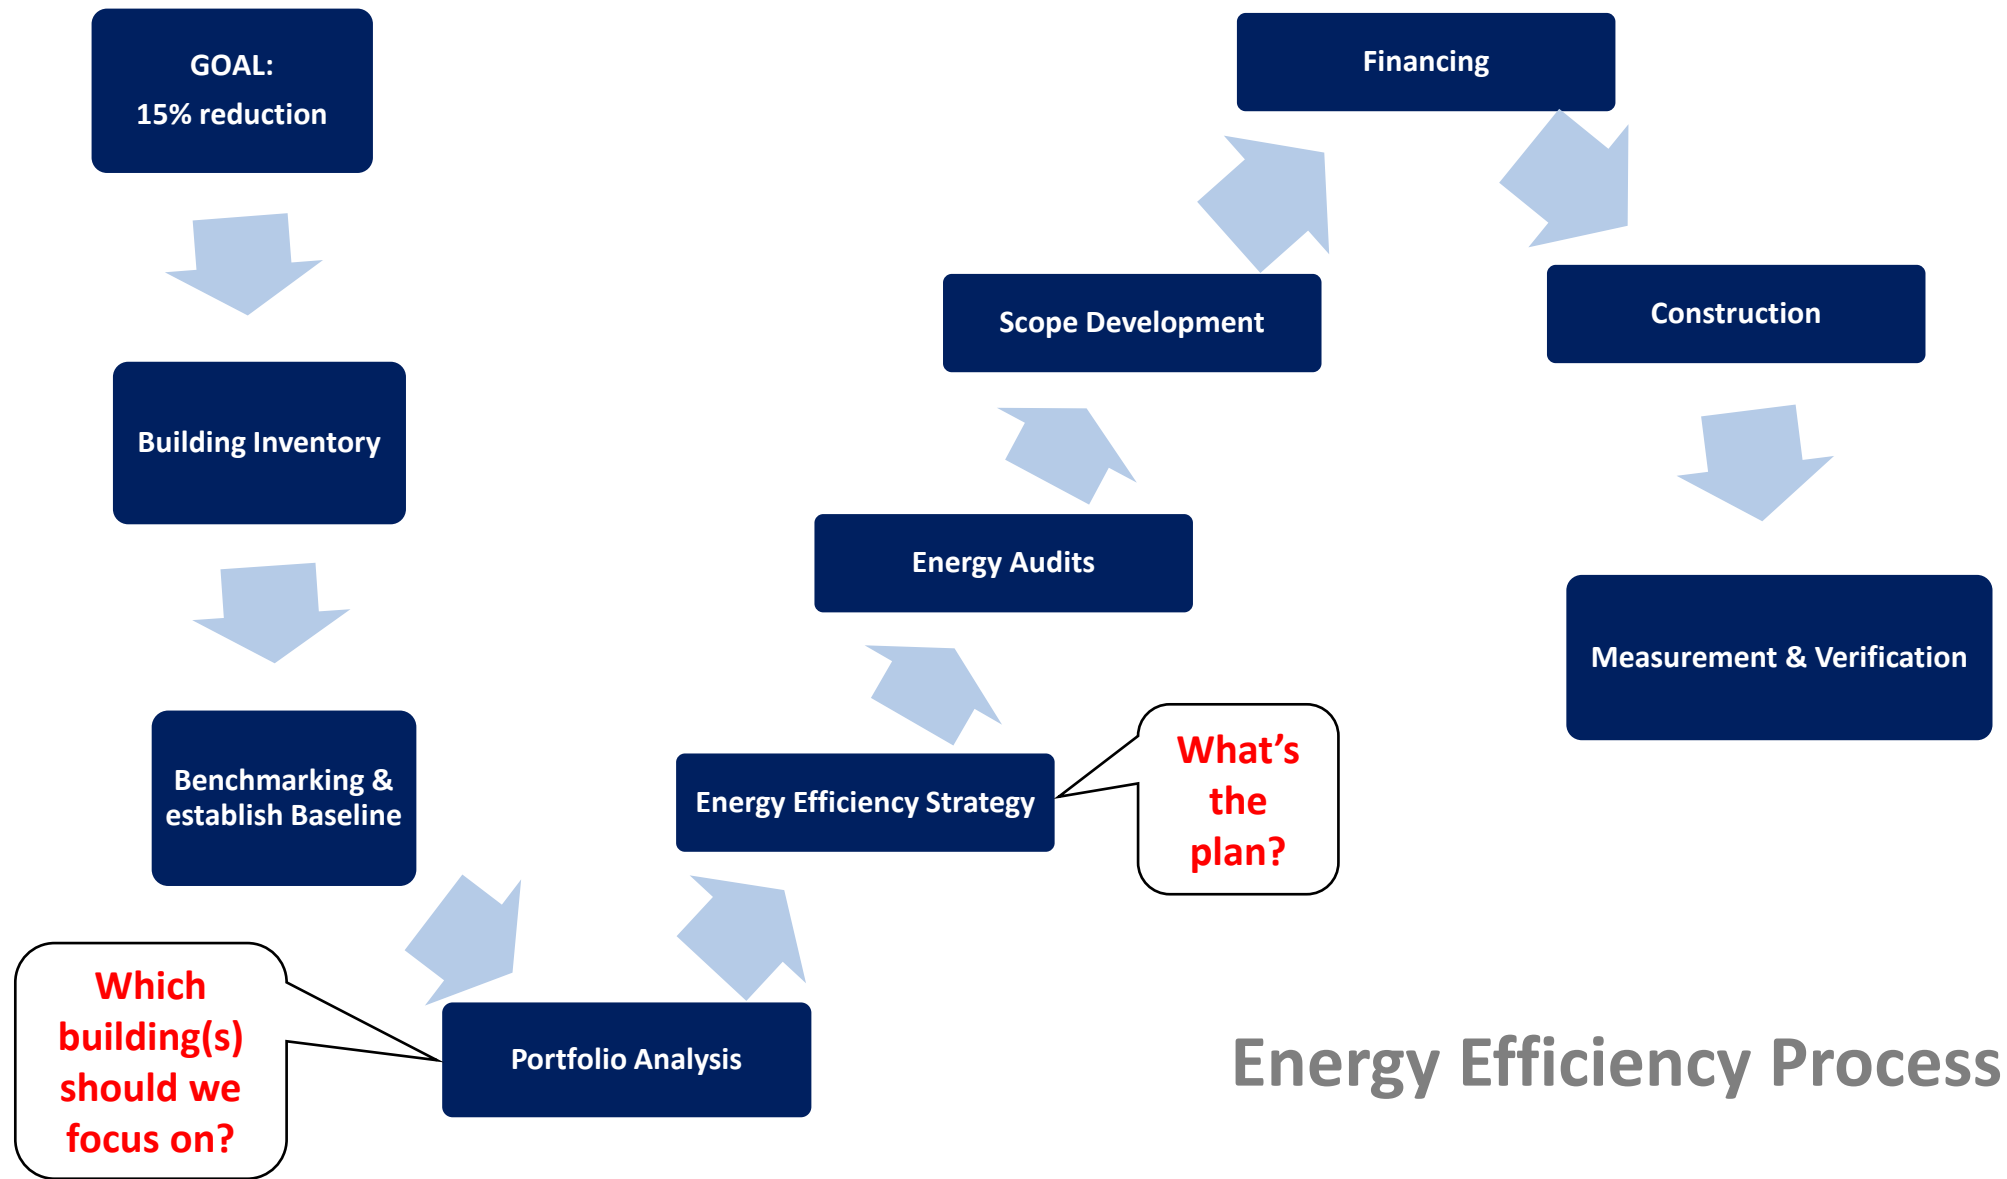 GOAL:
15% reduction
Building Inventory
Benchmarking &
establish Baseline
Which
building(s)
should we
focus on?
Portfolio Analysis
Energy Efficiency Strategy
What’s
the
plan?
Energy Audits
Scope Development
Financing
Construction
Measurement & Verification
Energy Efficiency Process